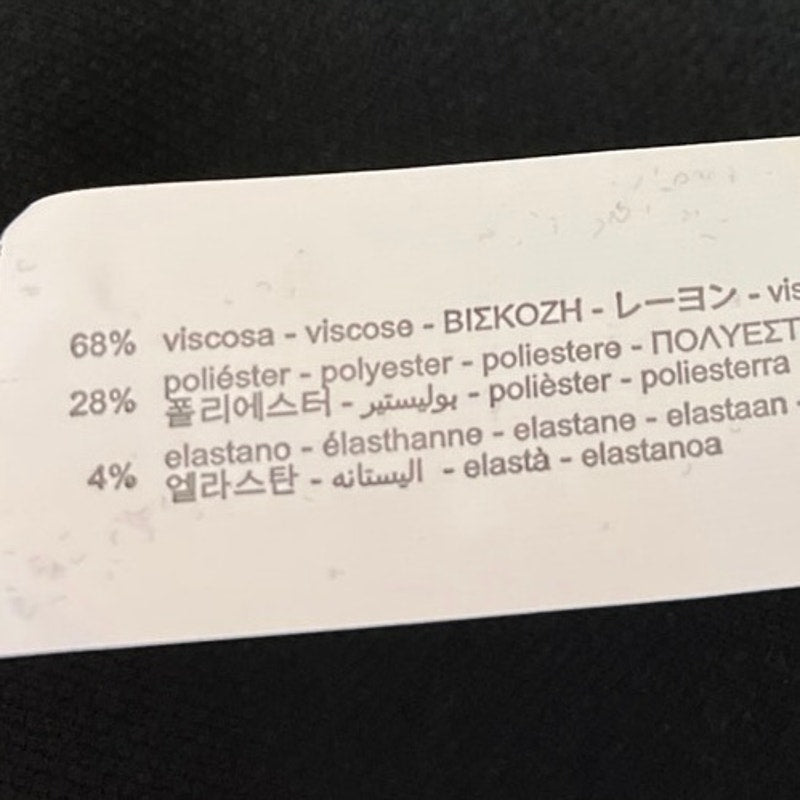 68% viscosa - viscose - ΒΙΣΚΟΖΗ - レーヨン - vis
28% poliéster - polyester - poliestere - ΠΟΛΥΕΣΤ
폴리에스터 - بوليستير - polièster - poliesterra
4% elastano - élasthanne - elastane - elastaan -
엘라스탄 - اليستانه - elastà - elastanoa